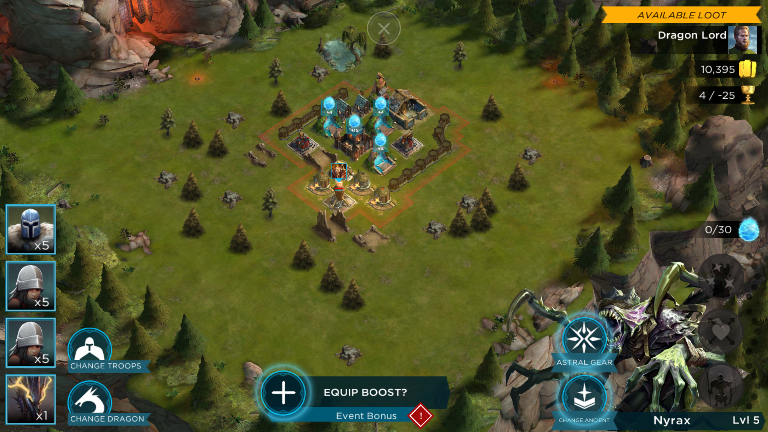 AVAILABLE LOOT
Dragon Lord
10,395
4 / -25
0/30
x5
x5
x5
x1
CHANGE TROOPS
CHANGE DRAGON
EQUIP BOOST?
Event Bonus
!
ASTRAL GEAR
CHANGE ANCIENT
Nyrax
Lvl 5